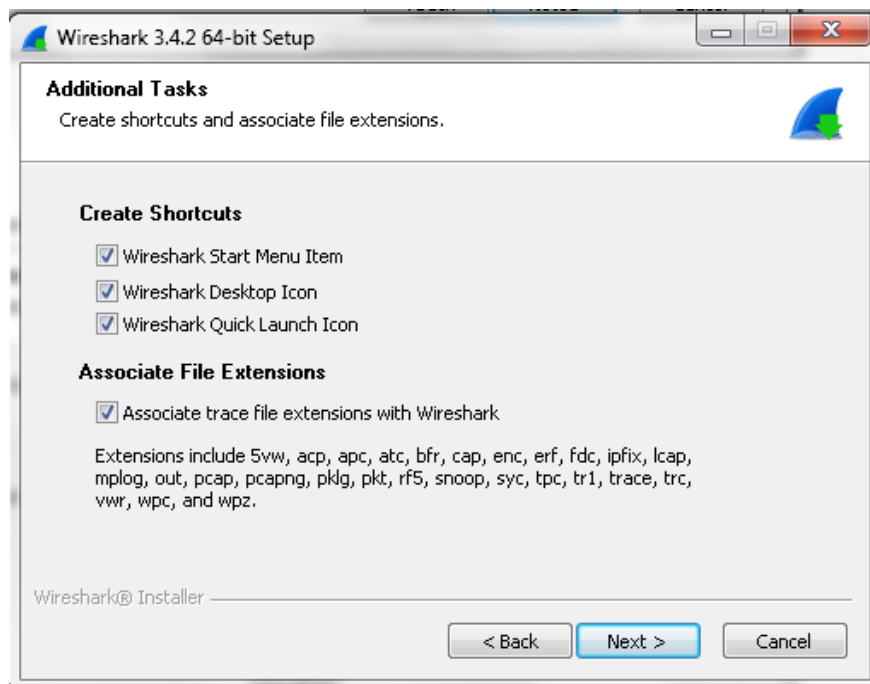 Wireshark 3.4.2 64-bit Setup
Additional Tasks
Create shortcuts and associate file extensions.
Create Shortcuts
Wireshark Start Menu Item
Wireshark Desktop Icon
Wireshark Quick Launch Icon
Associate File Extensions
Associate trace file extensions with Wireshark
Extensions include 5vw, acp, apc, atc, bfr, cap, enc, erf, fdc, ipfix, lcap,
mplog, out, pcap, pcapng, pklg, pkt, rf5, snoop, syc, tpc, tr1, trace, trc,
vwr, wpc, and wpz.
Wireshark® Installer
< Back Next > Cancel